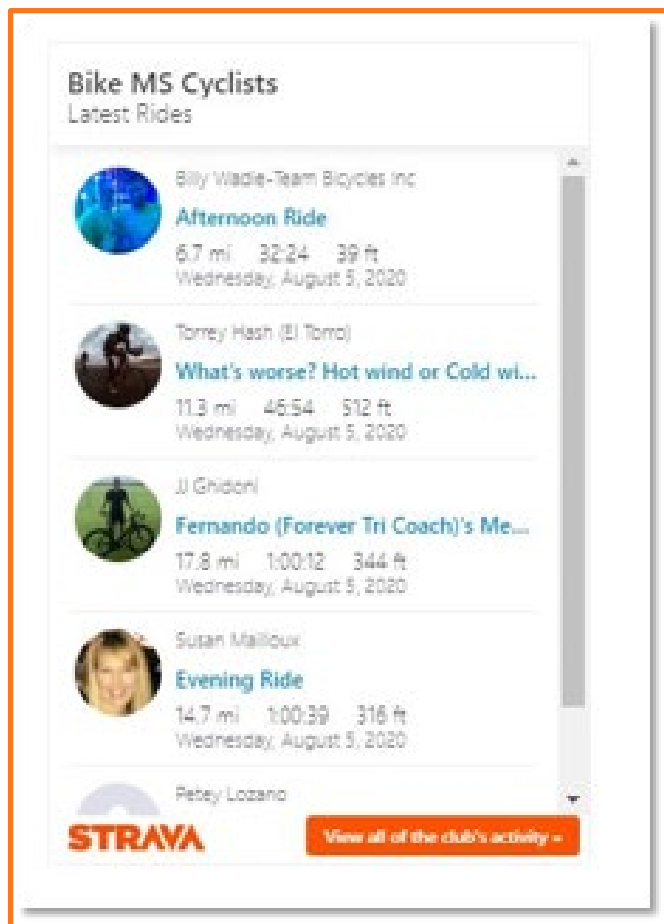 Bike MS Cyclists
Latest Rides
Billy Wadle-Team Bicycles Inc
Afternoon Ride
6.7 mi 32:24 39 ft
Wednesday, August 5, 2020
Torrey Hash (El Torro)
What's worse? Hot wind or Cold wi...
11.3 mi 46:54 512 ft
Wednesday, August 5, 2020
JJ Ghidoni
Fernando (Forever Tri Coach)'s Me...
17.8 mi 1:00:12 344 ft
Wednesday, August 5, 2020
Susan Mailloux
Evening Ride
14.7 mi 1:00:39 316 ft
Wednesday, August 5, 2020
Petey Lozano
STRAVA
View all of the club's activity »